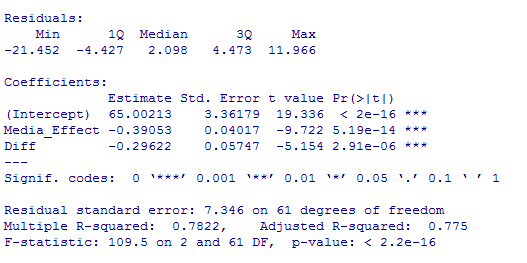 Residuals:
    Min      1Q  Median      3Q     Max
-21.452  -4.427   2.098   4.473  11.966
Coefficients:
             Estimate Std. Error t value Pr(>|t|)
(Intercept)  65.00213    3.36179  19.336  < 2e-16 ***
Media_Effect -0.39053    0.04017  -9.722 5.19e-14 ***
Diff         -0.29622    0.05747  -5.154 2.91e-06 ***
---
Signif. codes:  0 ‘***’ 0.001 ‘**’ 0.01 ‘*’ 0.05 ‘.’ 0.1 ‘ ’ 1
Residual standard error: 7.346 on 61 degrees of freedom
Multiple R-squared:  0.7822,    Adjusted R-squared:  0.775
F-statistic: 109.5 on 2 and 61 DF,  p-value: < 2.2e-16